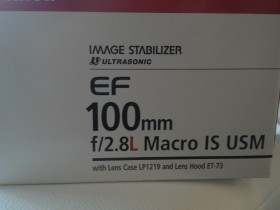 IMAGE STABILIZER
ULTRASONIC
EF
100mm
f/2.8L Macro IS USM
with Lens Case LP1219 and Lens Hood ET-73